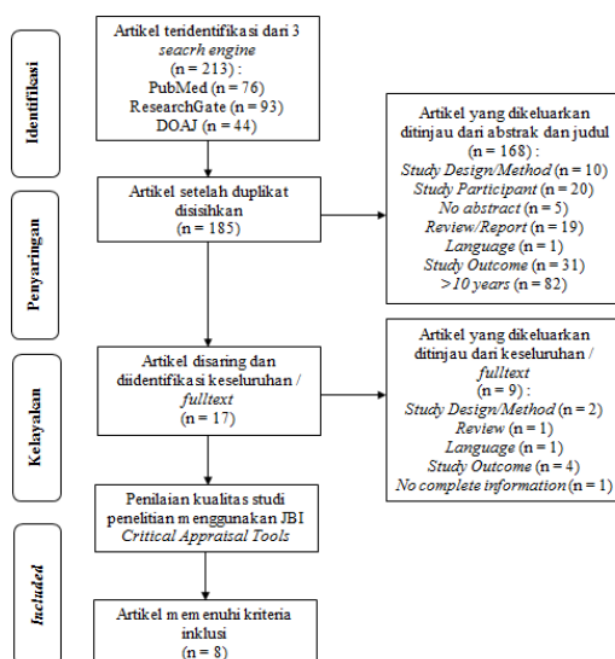 Identifikasi
Artikel teridentifikasi dari 3
seacrh engine
(n = 213) :
PubMed (n = 76)
ResearchGate (n = 93)
DOAJ (n = 44)
Penyaringan
Artikel setelah duplikat
disisihkan
(n = 185)
Artikel yang dikeluarkan
ditinjau dari abstrak dan judul
(n = 168) :
Study Design/Method (n = 10)
Study Participant (n = 20)
No abstract (n = 5)
Review/Report (n = 19)
Language (n = 1)
Study Outcome (n = 31)
>10 years (n = 82)
Kelayakan
Artikel disaring dan
diidentifikasi keseluruhan /
fulltext
(n = 17)
Artikel yang dikeluarkan
ditinjau dari keseluruhan /
fulltext
(n = 9) :
Study Design/Method (n = 2)
Review (n = 1)
Language (n = 1)
Study Outcome (n = 4)
No complete information (n = 1)
Penilaian kualitas studi
penelitian menggunakan JBI
Critical Appraisal Tools
Included
Artikel memenuhi kriteria
inklusi
(n = 8)